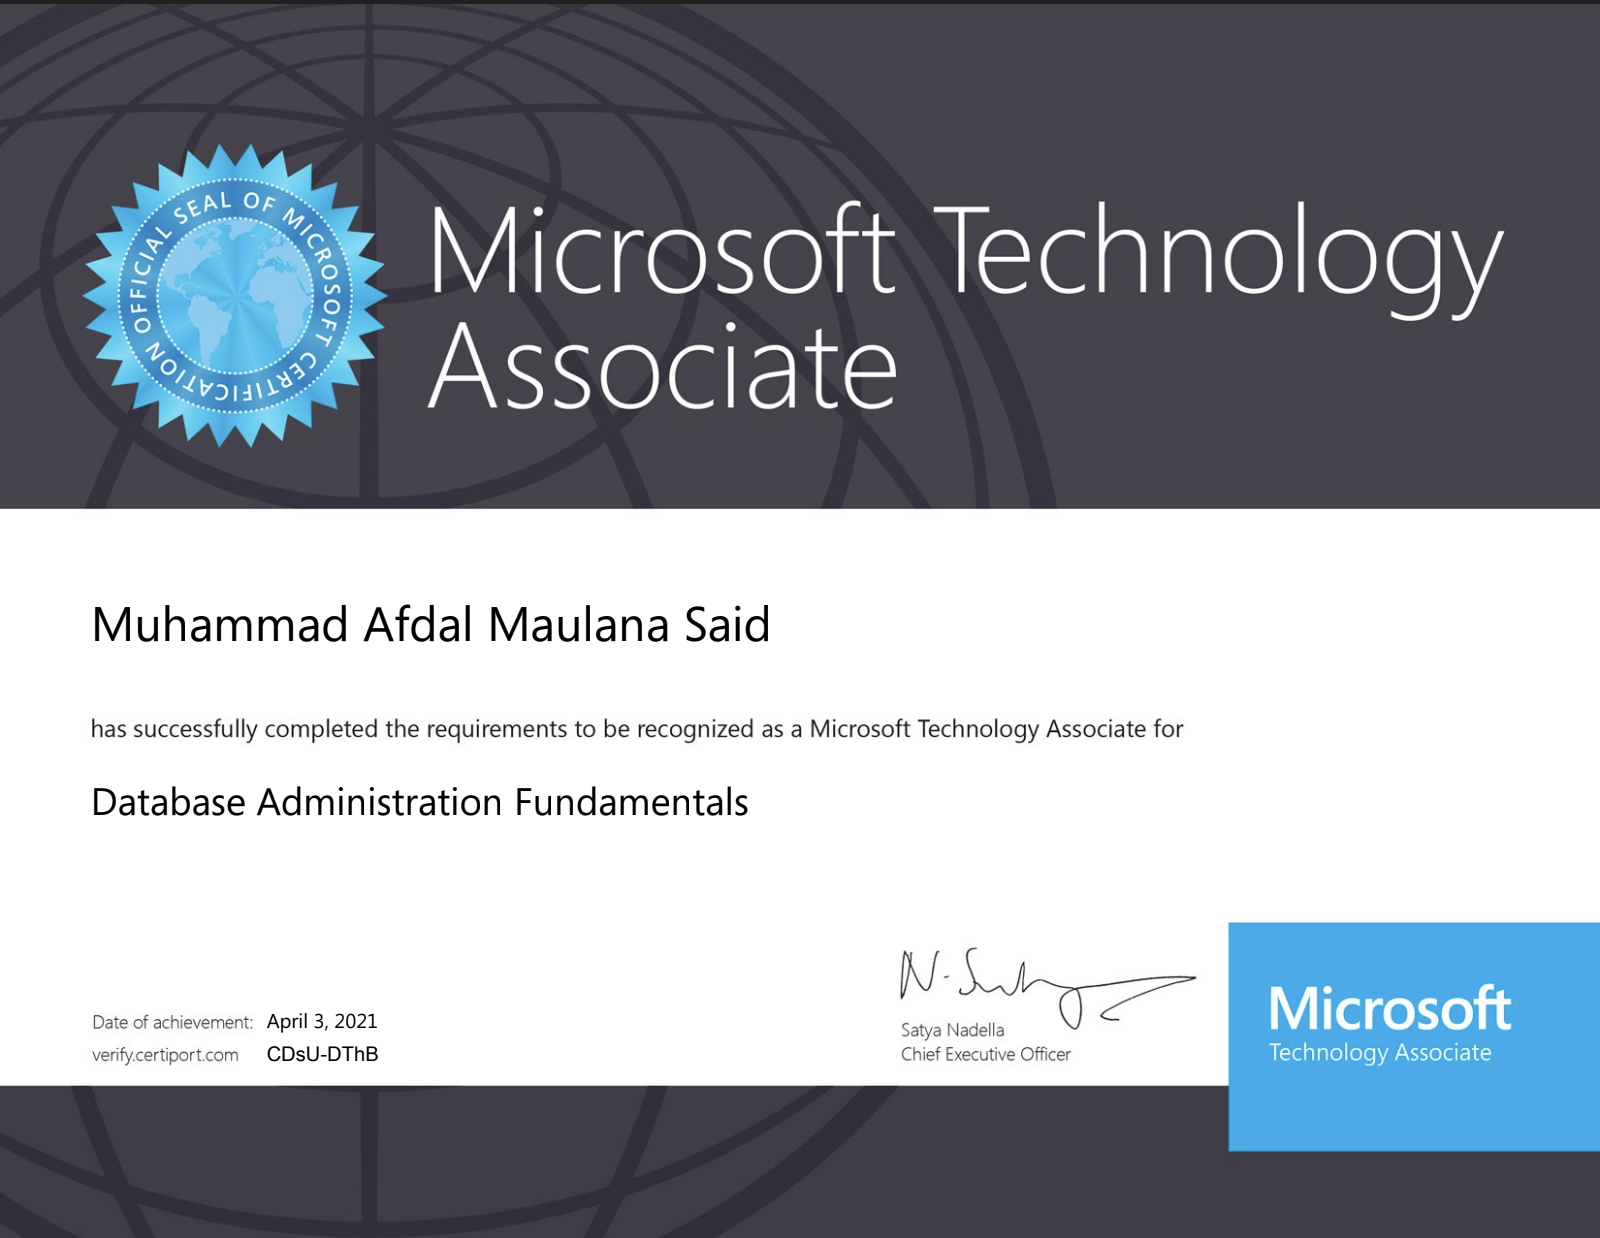 OFFICIAL SEAL OF MICROSOFT CERTIFICATION
Microsoft Technology
Associate
Muhammad Afdal Maulana Said
has successfully completed the requirements to be recognized as a Microsoft Technology Associate for
Database Administration Fundamentals
Date of achievement: April 3, 2021
verify.certiport.com CDsU-DThB
Satya Nadella
Chief Executive Officer
Microsoft
Technology Associate